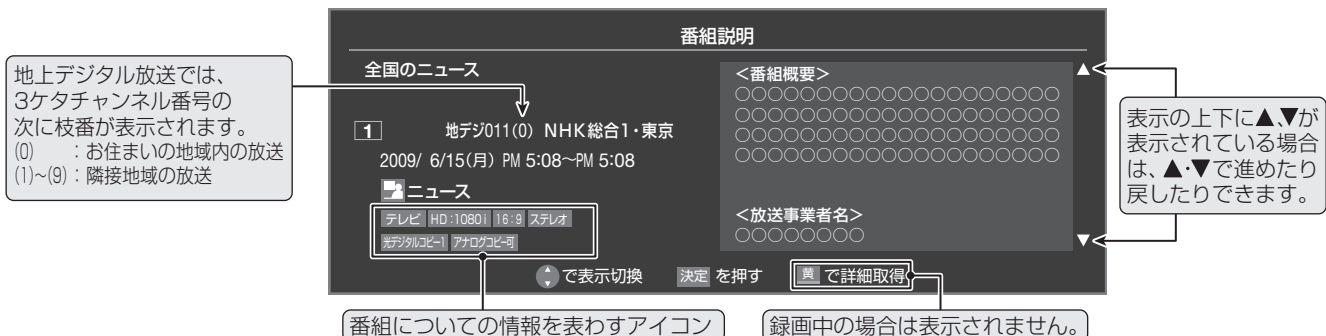 番組説明
地上デジタル放送では、
3ケタチャンネル番号の
次に枝番が表示されます。
(0) :お住まいの地域内の放送
(1)~(9):隣接地域の放送
全国のニュース
1 地デジ011(0) NHK総合1・東京
2009/ 6/15(月) PM 5:08~PM 5:08
ニュース
テレビ HD:1080i 16:9 ステレオ
光デジタルコピー1 アナログコピー可
<番組概要>
○○○○○○○○○○○○○○○○○○○○
○○○○○○○○○○○○○○○○○○○○
○○○○○○○○○○○○○○○○○○○○
○○○○○○○○○○○○○○○○○○○○
<放送事業者名>
○○○○○○○○
▲
▼
表示の上下に▲、▼が
表示されている場合
は、▲・▼で進めたり
戻したりできます。
で表示切換 決定 を押す 黄 で詳細取得
番組についての情報を表わすアイコン
録画中の場合は表示されません。